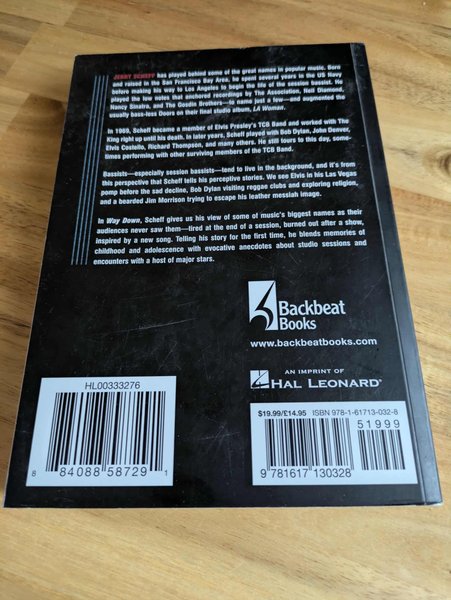 JERRY SCHEFF has played behind some of the great names in popular music. Born
and raised in the San Francisco Bay Area, he spent several years in the US Navy
before making his way to Los Angeles to begin the life of the session bassist. He
played the low notes that anchored recordings by The Association, Neil Diamond,
Nancy Sinatra, and The Gosdin Brothers—to name just a few—and augmented the
usually bass-less Doors on their final studio album, LA Woman.
In 1969, Scheff became a member of Elvis Presley's TCB Band and worked with The
King right up until his death. In later years, Scheff played with Bob Dylan, John Denver,
Elvis Costello, Richard Thompson, and many others. He still tours to this day, some-
times performing with other surviving members of the TCB Band.
Bassists—especially session bassists—tend to live in the background, and it's from
this perspective that Scheff tells his perceptive stories. We see Elvis in his Las Vegas
pomp before the sad decline, Bob Dylan visiting reggae clubs and exploring religion,
and a bearded Jim Morrison trying to escape his leather messiah image.
In Way Down, Scheff gives us his view of some of music's biggest names as their
audiences never saw them—tired at the end of a session, burned out after a show,
inspired by a new song. Telling his story for the first time, he blends memories of
childhood and adolescence with evocative anecdotes about studio sessions and
encounters with a host of major stars.
Backbeat
Books
www.backbeatbooks.com
AN IMPRINT OF
HAL LEONARD®
HL00333276
8 84088 58729 1
$19.99/£14.95 ISBN 978-1-61713-032-8
51999
9 781617 130328